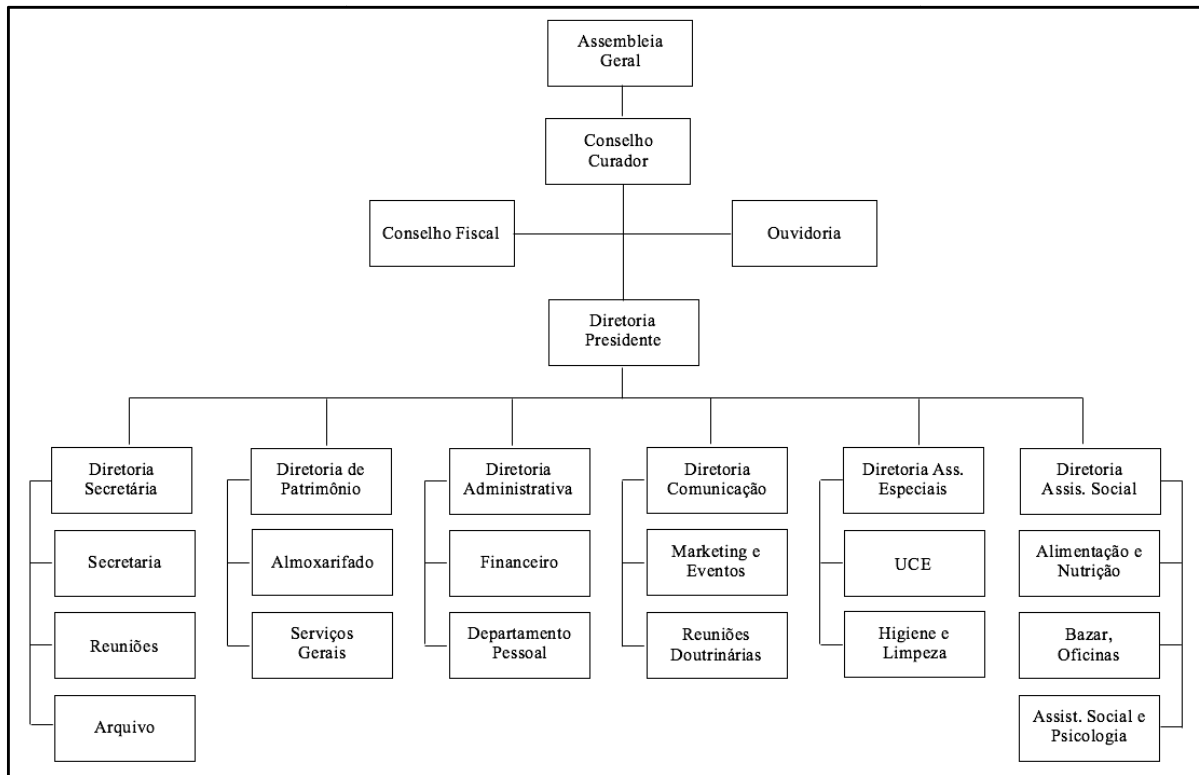 Assembleia
Geral
Conselho
Curador
Conselho Fiscal
Ouvidoria
Diretoria
Presidente
Diretoria
Secretária
Diretoria de
Patrimônio
Diretoria
Administrativa
Diretoria
Comunicação
Diretoria Ass.
Especiais
Diretoria
Assis. Social
Secretaria
Almoxarifado
Financeiro
Marketing e
Eventos
UCE
Alimentação e
Nutrição
Reuniões
Serviços
Gerais
Departamento
Pessoal
Reuniões
Doutrinárias
Higiene e
Limpeza
Bazar,
Oficinas
Arquivo
Assist. Social e
Psicologia